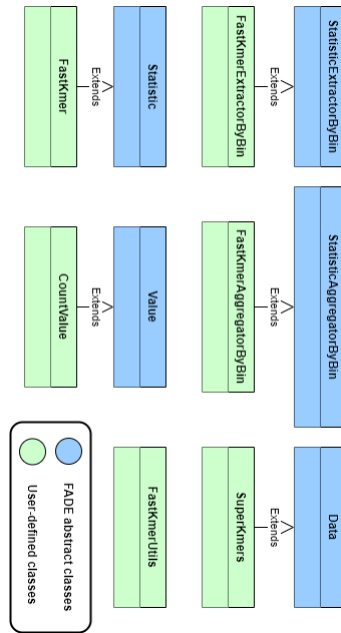 StatisticExtractorByBin
StatisticAggregatorByBin
Data
Extends
Extends
Extends
FastKmerExtractorByBin
FastKmerAggregatorByBin
SuperKmers
Statistic
Value
FastKmerUtils
Extends
Extends
FastKmer
CountValue
FADE abstract classes
User-defined classes